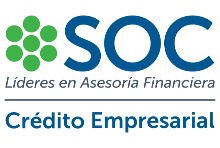 SOC
Líderes en Asesoría Financiera
Crédito Empresarial